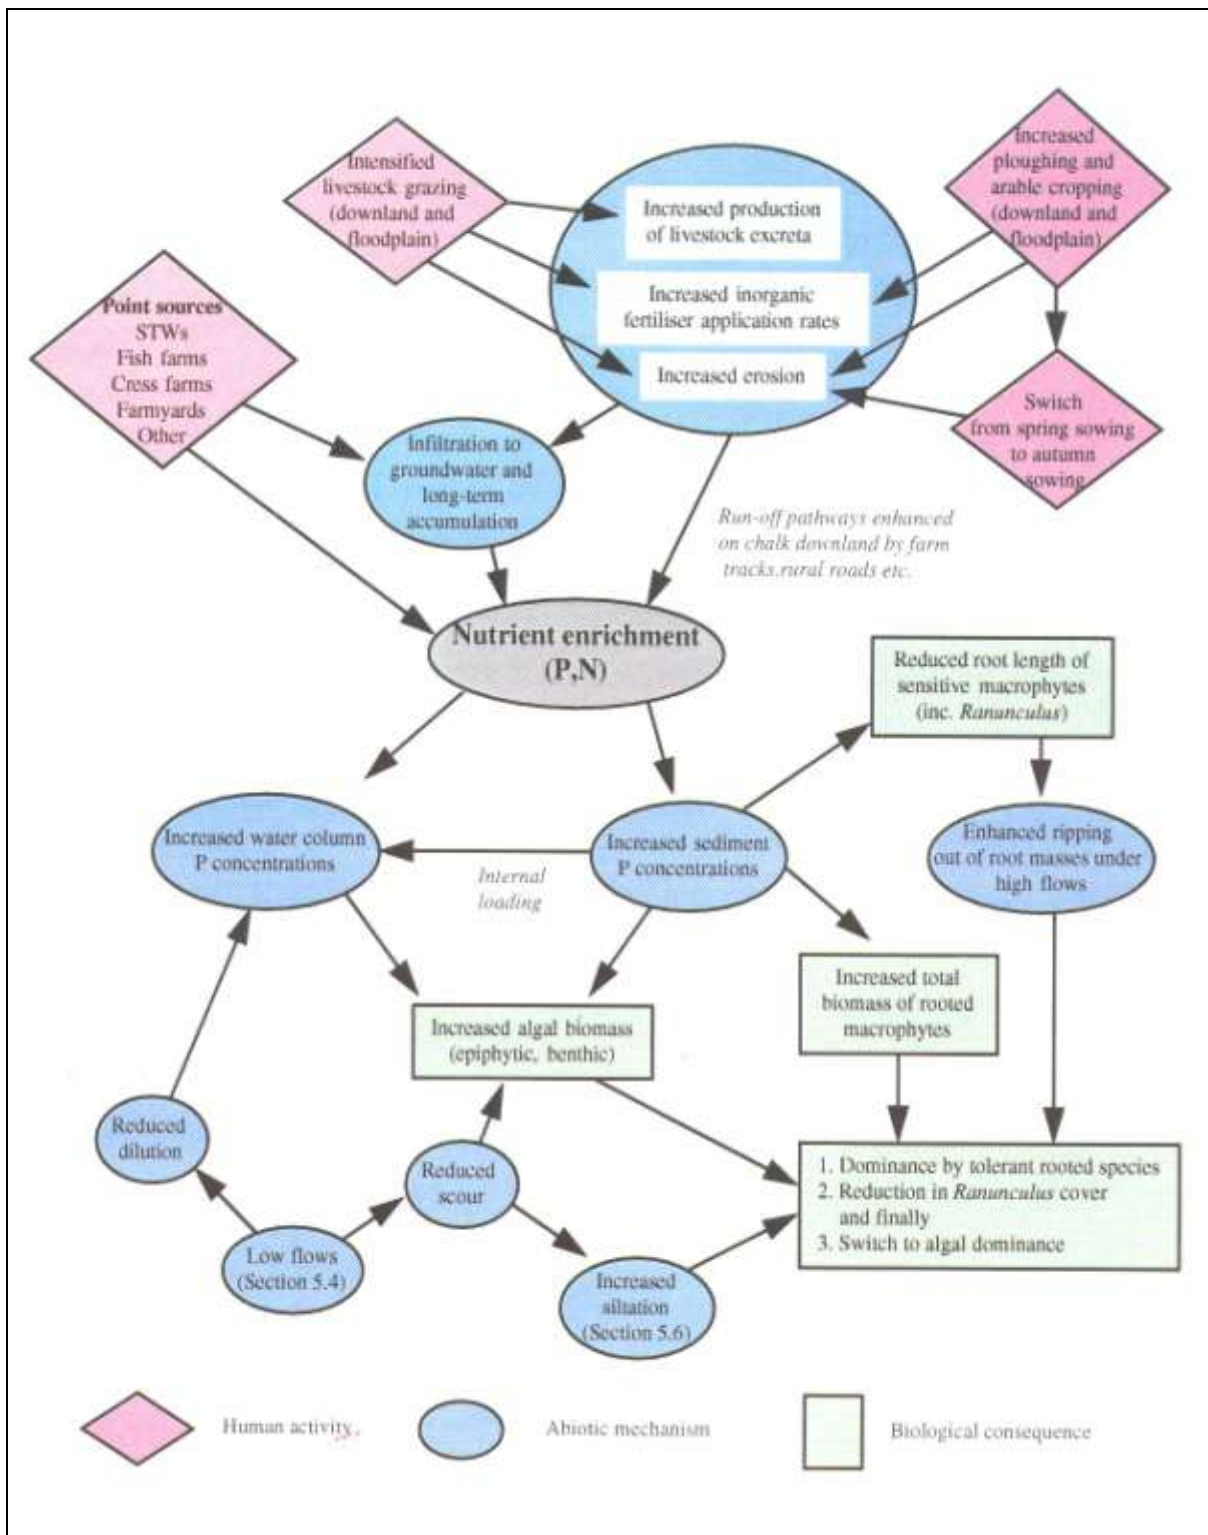 Intensified
livestock grazing
(downland and
floodplain)
Increased production
of livestock excreta
Increased inorganic
fertiliser application rates
Increased erosion
Increased
ploughing and
arable cropping
(downland and
floodplain)
Point sources
STWs
Fish farms
Cress farms
Farmyards
Other
Switch
from spring sowing
to autumn
sowing
Infiltration to
groundwater and
long-term
accumulation
Run-off pathways enhanced
on chalk downland by farm
tracks,rural roads etc.
Nutrient enrichment
(P,N)
Reduced root length of
sensitive macrophytes
(inc. Ranunculus)
Increased water column
P concentrations
Internal
loading
Increased sediment
P concentrations
Enhanced ripping
out of root masses under
high flows
Increased total
biomass of rooted
macrophytes
Increased algal biomass
(epiphytic, benthic)
Reduced
dilution
Reduced
scour
Low flows
(Section 5.4)
Increased
siltation
(Section 5.6)
1. Dominance by tolerant rooted species
2. Reduction in Ranunculus cover
and finally
3. Switch to algal dominance
Human activity
Abiotic mechanism
Biological consequence